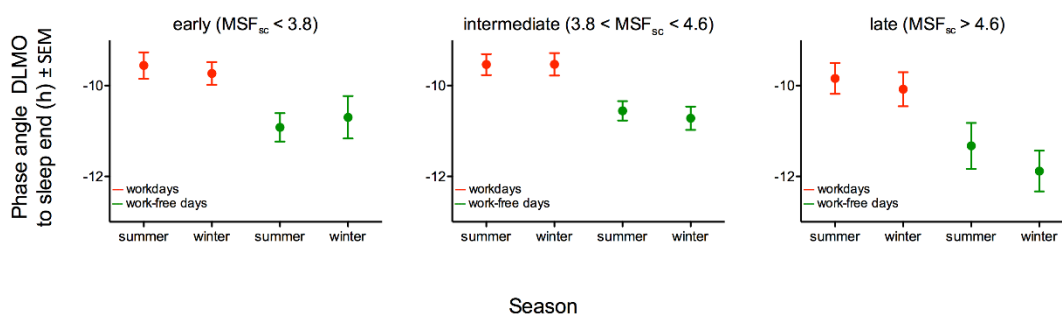 early (MSFsc < 3.8)
intermediate (3.8 < MSFsc < 4.6)
late (MSFsc > 4.6)
Phase angle DLMO
to sleep end (h) ± SEM
-10
-12
workdays
work-free days
summer winter summer winter
-10
-12
workdays
work-free days
summer winter summer winter
-10
-12
workdays
work-free days
summer winter summer winter
Season